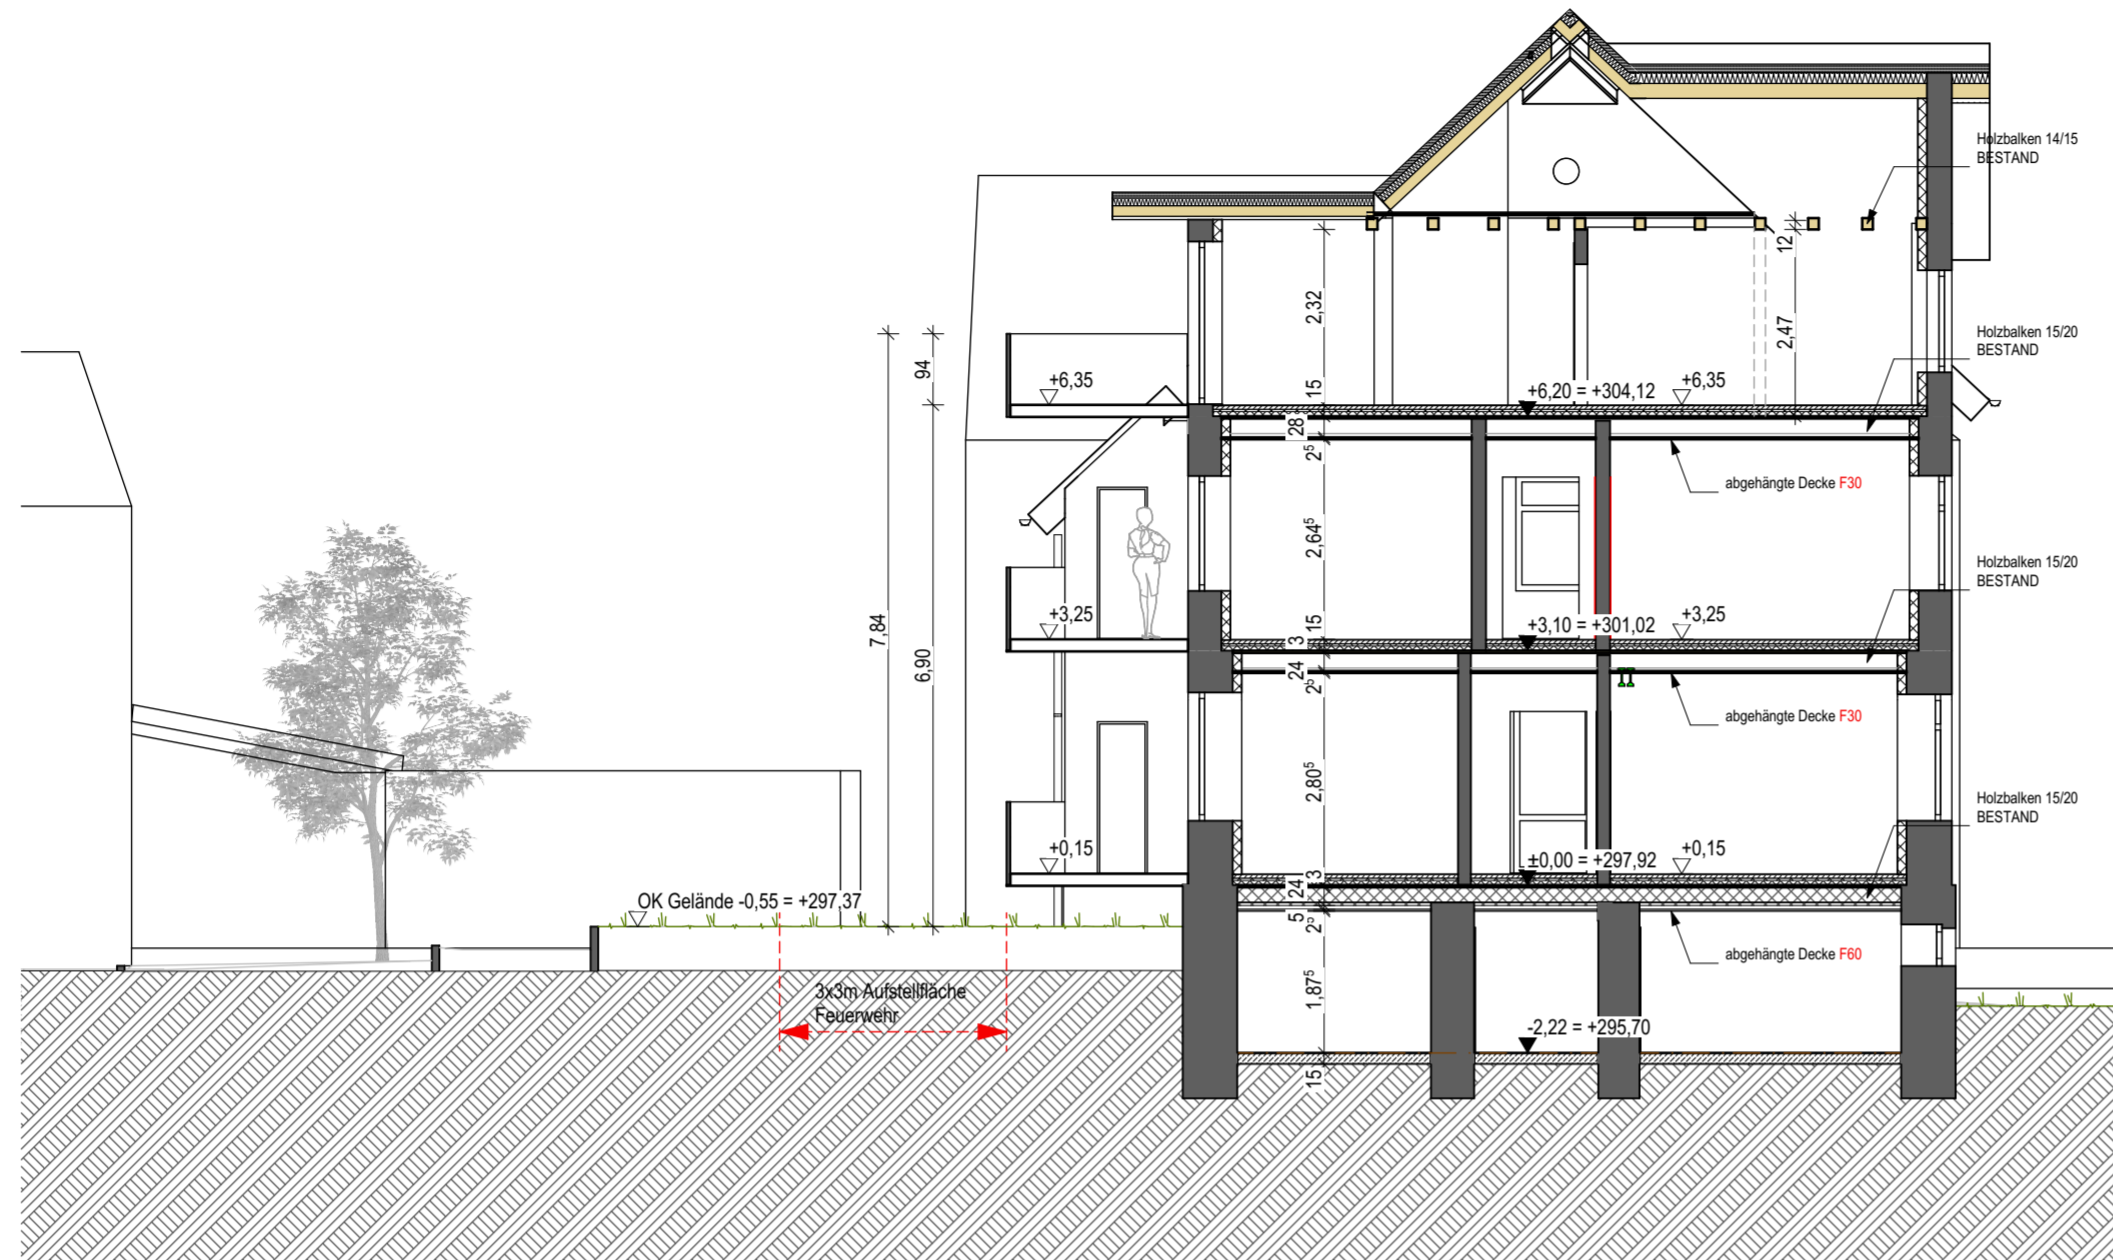 Holzbalken 14/15
BESTAND
12
2,32
2,47
Holzbalken 15/20
BESTAND
94
+6,35
15
+6,20 = +304,12
+6,35
28
2⁵
abgehängte Decke F30
2,64⁵
Holzbalken 15/20
BESTAND
7,84
6,90
+3,25
15
+3,10 = +301,02
+3,25
3
24
2⁵
abgehängte Decke F30
2,80⁵
Holzbalken 15/20
BESTAND
+0,15
±0,00 = +297,92
+0,15
3
24
OK Gelände -0,55 = +297,37
5
2⁵
abgehängte Decke F60
1,87⁵
3x3m Aufstellfläche
Feuerwehr
-2,22 = +295,70
15